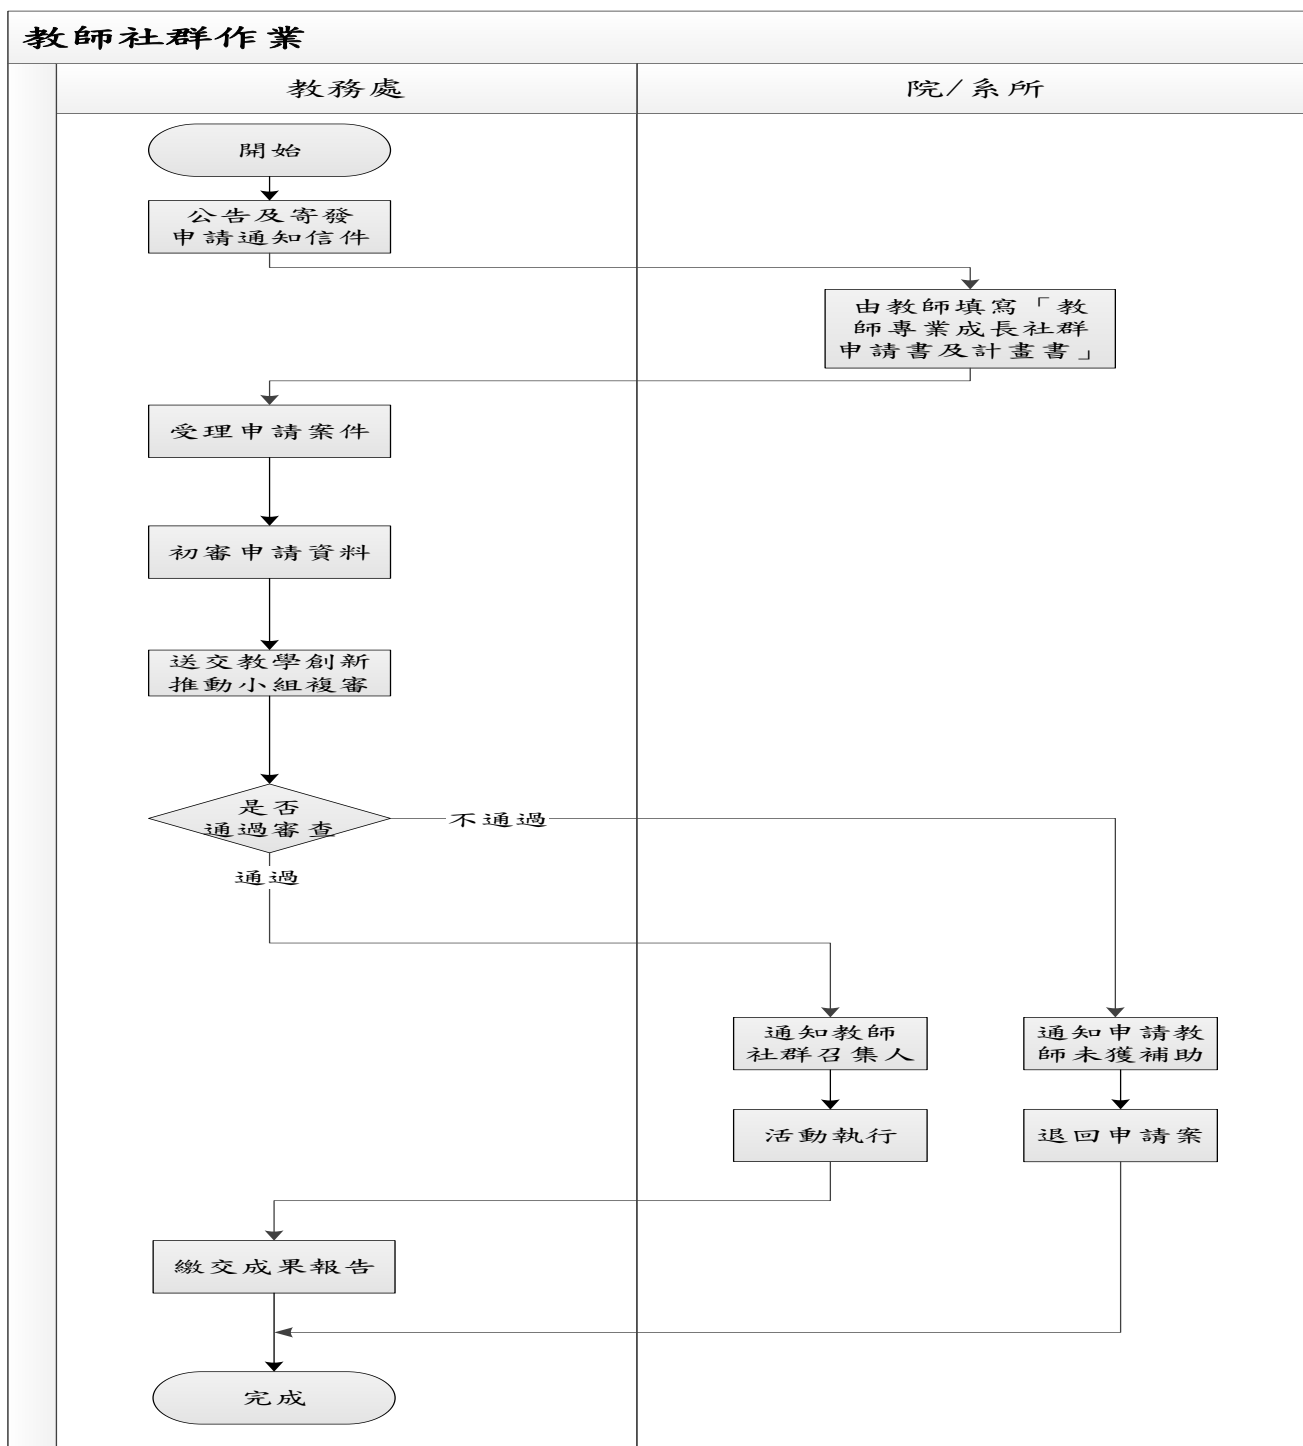 教師社群作業
教務處
院/系所
開始
公告及寄發
申請通知信件
由教師填寫「教
師專業成長社群
申請書及計畫書」
受理申請案件
初審申請資料
送交教學創新
推動小組複審
是否
通過審查
不通過
通過
通知教師
社群召集人
通知申請教
師未獲補助
活動執行
退回申請案
繳交成果報告
完成